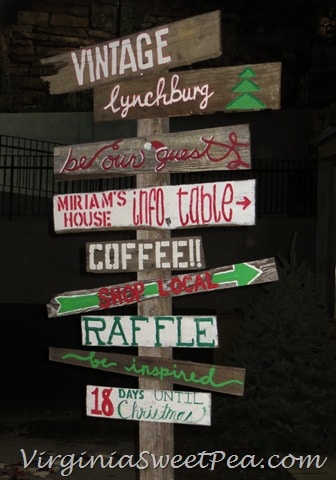 VINTAGE
lynchburg
be our guest
MIRIAM'S
HOUSE
info. table
COFFEE!!
SHOP LOCAL
RAFFLE
be inspired
18 DAYS UNTIL
Christmas
VirginiaSweetPea.com